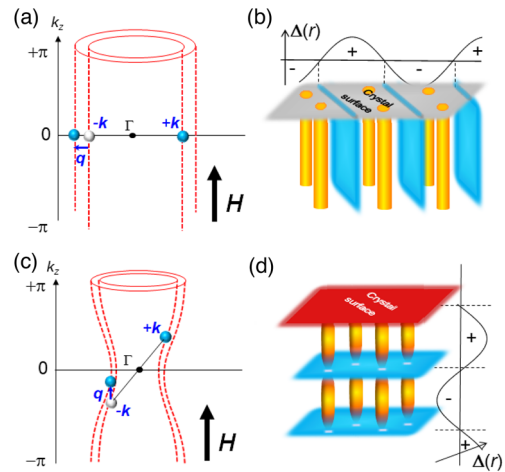 (a)
k_z
+π
0
-k
Γ
+k
q
H
−π
(b)
Δ(r)
- + - +
Crystal
surface
(c)
k_z
+π
+k
Γ
0
q
-k
H
−π
(d)
Crystal
surface
+
-
+
Δ(r)